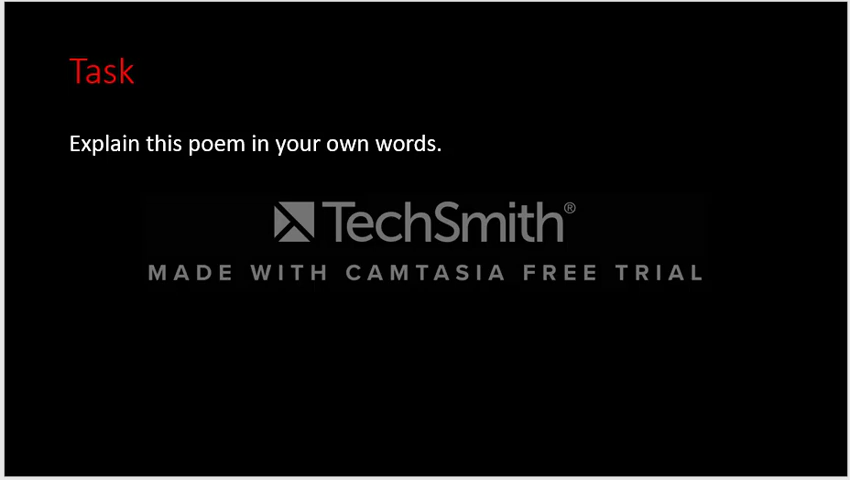 Task
Explain this poem in your own words.
TechSmith®
MADE WITH CAMTASIA FREE TRIAL